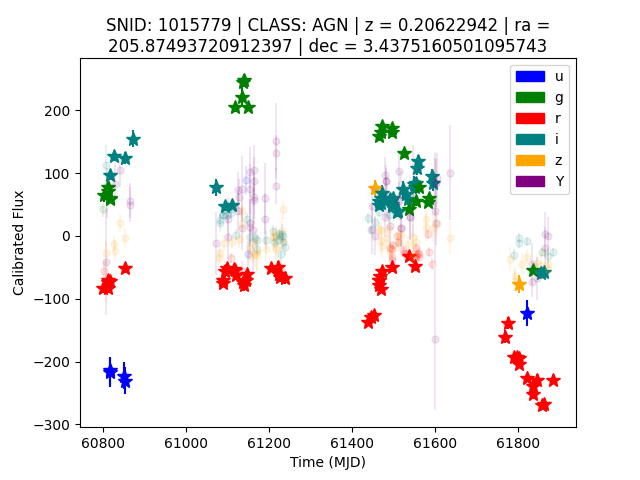 SNID: 1015779 | CLASS: AGN | z = 0.20622942 | ra =
205.87493720912397 | dec = 3.4375160501095743
u
g
r
i
z
Y
200
100
0
−100
−200
−300
Calibrated Flux
60800 61000 61200 61400 61600 61800
Time (MJD)